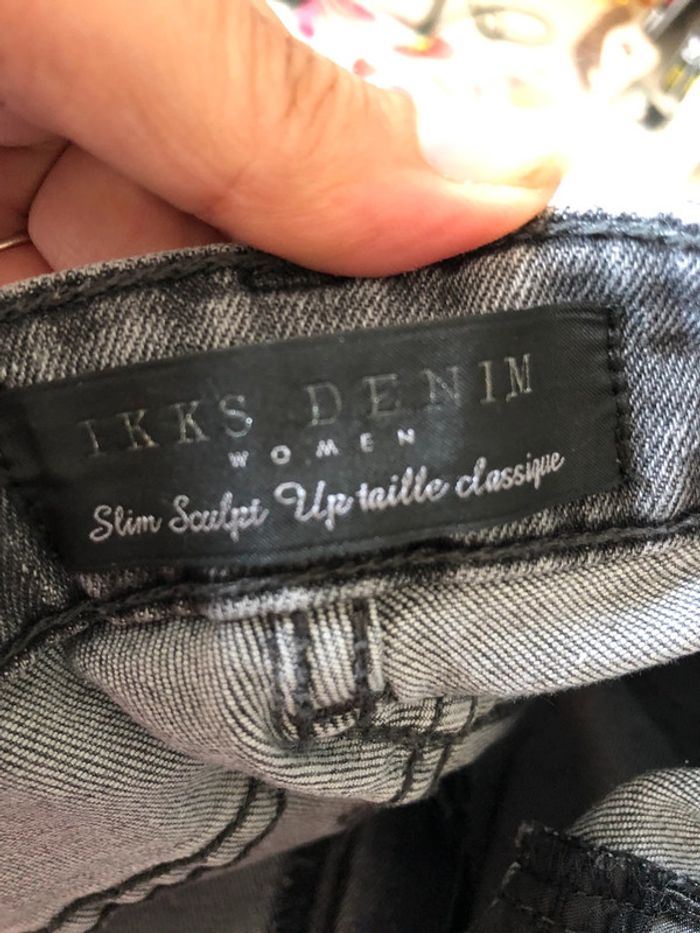 IKKS DENIM
WOMEN
Slim Sculpt Up taille classique